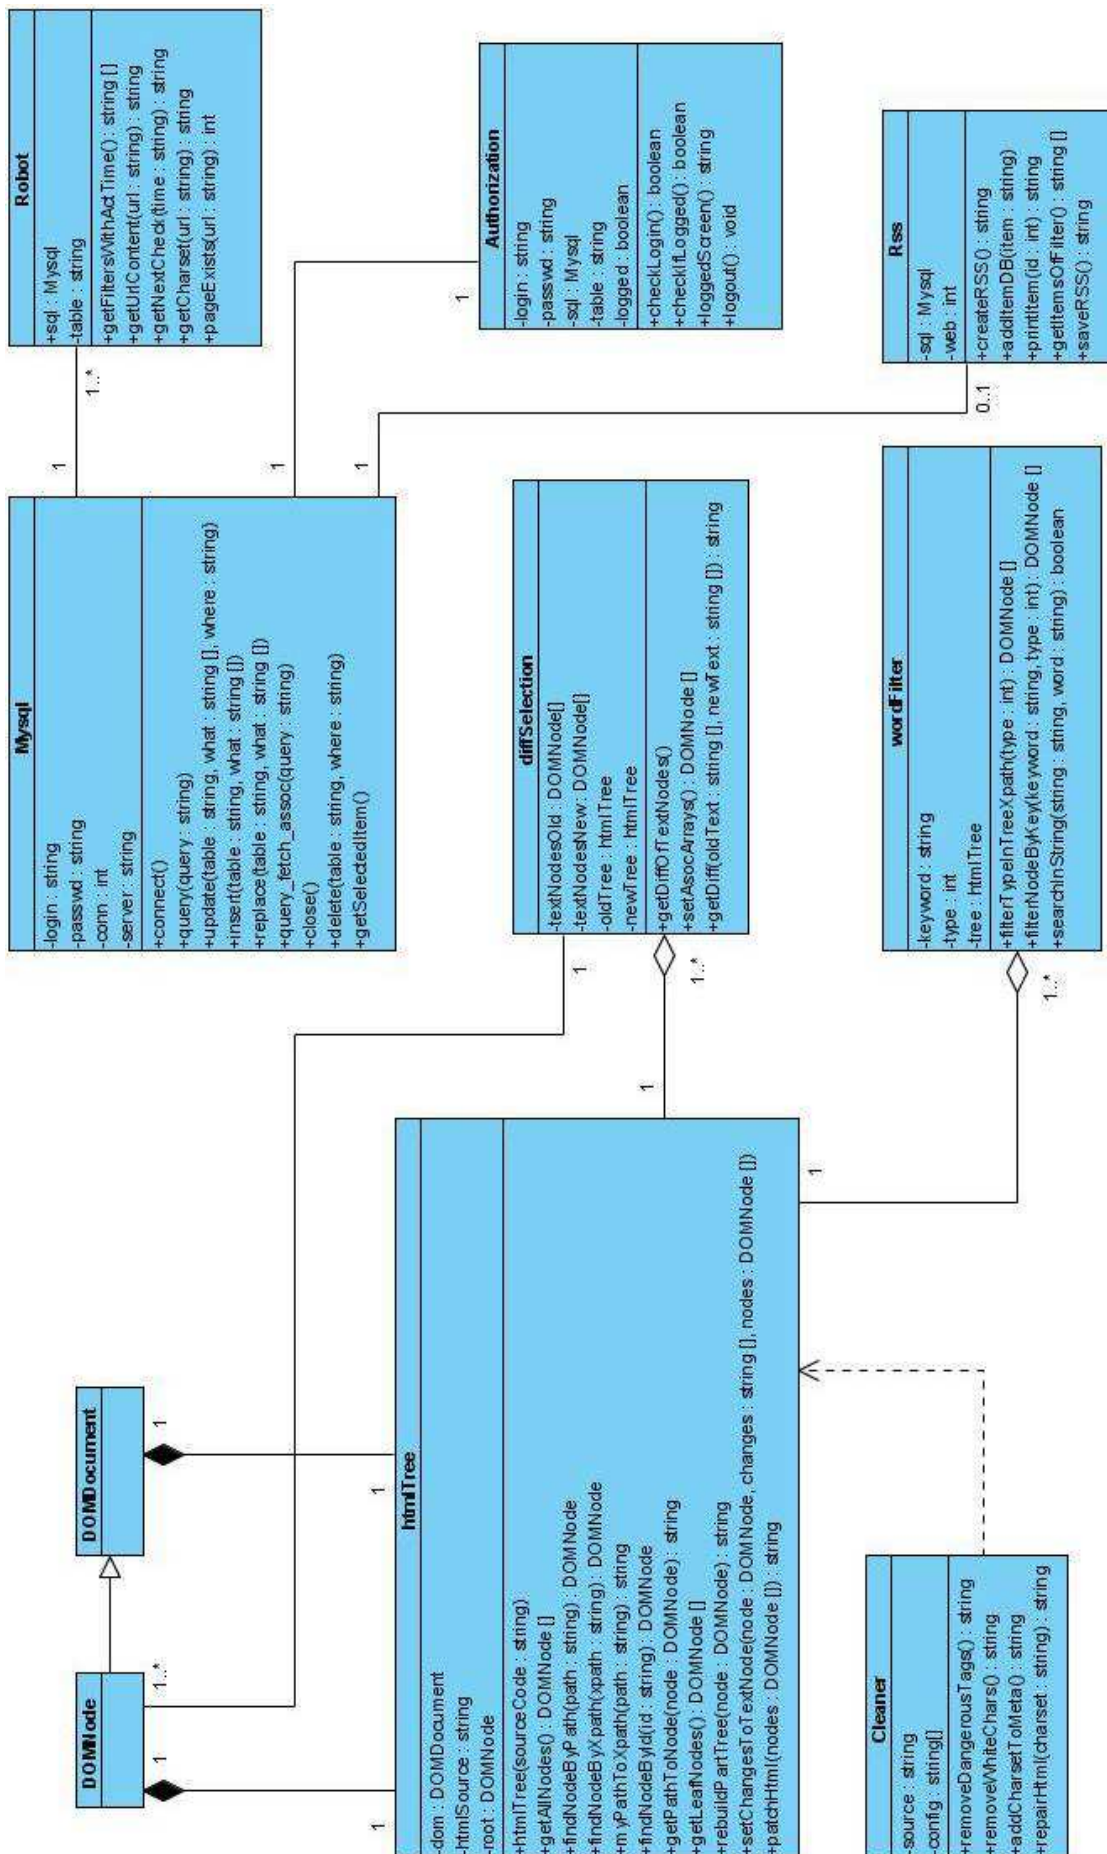 DOMNode
DOMDocument
1
1..*
1
1
1
htmlTree
-dom : DOMDocument
-htmlSource : string
-root : DOMNode
+htmlTree(sourceCode : string)
+getAllNodes() : DOMNode []
+findNodeByPath(path : string) : DOMNode
+findNodeByXpath(xpath : string) : DOMNode
+myPathToXpath(path : string) : string
+findNodeById(id : string) : DOMNode
+getPathToNode(node : DOMNode) : string
+getLeafNodes() : DOMNode []
+rebuildPartTree(node : DOMNode) : string
+setChangesToTextNode(node : DOMNode, changes : string [], nodes : DOMNode [])
+patchHtml(nodes : DOMNode []) : string
1
1
Cleaner
-source : string
-config : string[]
+removeDangerousTags() : string
+removeWhiteChars() : string
+addCharsetToMeta() : string
+repairHtml(charset : string) : string
Mysql
-login : string
-passwd : string
-conn : int
-server : string
+connect()
+query(query : string)
+update(table : string, what : string [], where : string)
+insert(table : string, what : string [])
+replace(table : string, what : string [])
+query_fetch_assoc(query : string)
+close()
+delete(table : string, where : string)
+getSelectedItem()
1
1
1
diffSelection
-textNodesOld : DOMNode[]
-textNodesNew : DOMNode[]
-oldTree : htmlTree
-newTree : htmlTree
+getDiffOfTextNodes()
+setAsocArrays() : DOMNode []
+getDiff(oldText : string [], newText : string []) : string
1
1..*
wordFilter
-keyword : string
-type : int
-tree : htmlTree
+filterTypeInTreeXpath(type : int) : DOMNode []
+filterNodeByKey(keyword : string, type : int) : DOMNode []
+searchInString(string : string, word : string) : boolean
1..*
Robot
+sql : Mysql
-table : string
+getFiltersWithActTime() : string []
+getUrlContent(url : string) : string
+getNextCheck(time : string) : string
+getCharset(url : string) : string
+pageExists(url : string) : int
1..*
Authorization
-login : string
-passwd : string
-sql : Mysql
-table : string
-logged : boolean
+checkLogin() : boolean
+checkIfLogged() : boolean
+loggedScreen() : string
+logout() : void
1
Rss
-sql : Mysql
-web : int
+createRSS() : string
+addItemDB(item : string)
+printItem(id : int) : string
+getItemsOfFilter() : string []
+saveRSS() : string
0..1